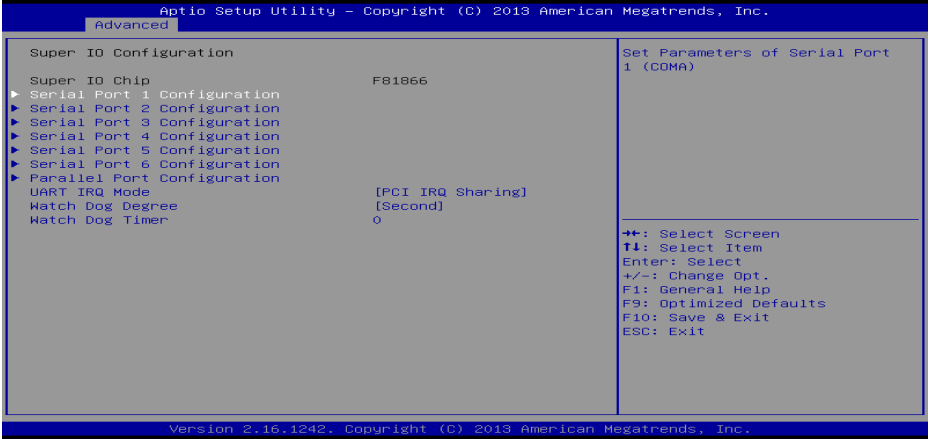 Aptio Setup Utility – Copyright (C) 2013 American Megatrends, Inc.
Advanced
Super IO Configuration
Super IO Chip F81866
► Serial Port 1 Configuration
► Serial Port 2 Configuration
► Serial Port 3 Configuration
► Serial Port 4 Configuration
► Serial Port 5 Configuration
► Serial Port 6 Configuration
► Parallel Port Configuration
UART IRQ Mode [PCI IRQ Sharing]
Watch Dog Degree [Second]
Watch Dog Timer 0
Set Parameters of Serial Port
1 (COMA)
→←: Select Screen
↑↓: Select Item
Enter: Select
+/-: Change Opt.
F1: General Help
F9: Optimized Defaults
F10: Save & Exit
ESC: Exit
Version 2.16.1242. Copyright (C) 2013 American Megatrends, Inc.